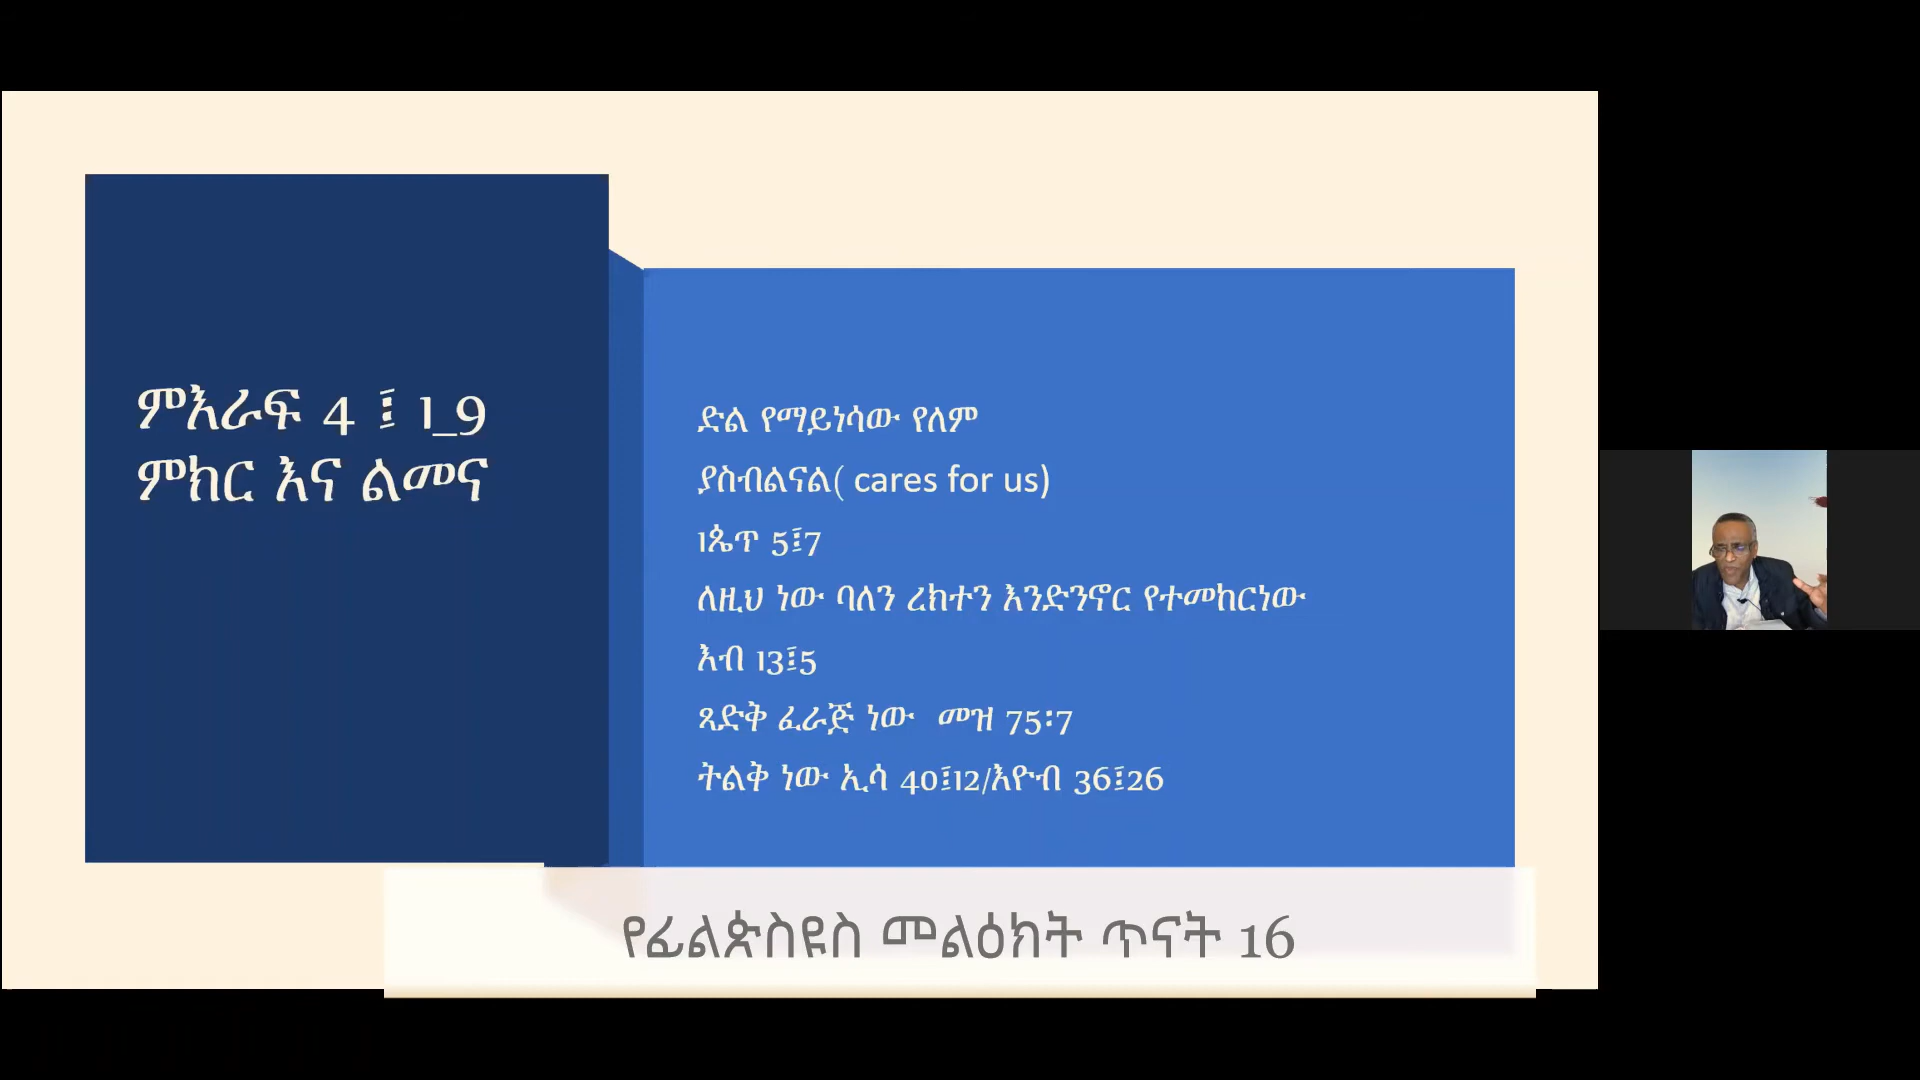 ምእራፍ 4 ፤ 1_9
ምክር እና ልመና
ድል የማይነሳው የለም
ያስብልናል( cares for us)
1ጴጥ 5፤7
ለዚህ ነው ባለን ረክተን እንድንኖር የተመከርነው
እብ 13፤5
ጻድቅ ፈራጅ ነው መዝ 75፡7
ትልቅ ነው ኢሳ 40፤12/እዮብ 36፤26
የፊልጵስዩስ መልዕክት ጥናት 16